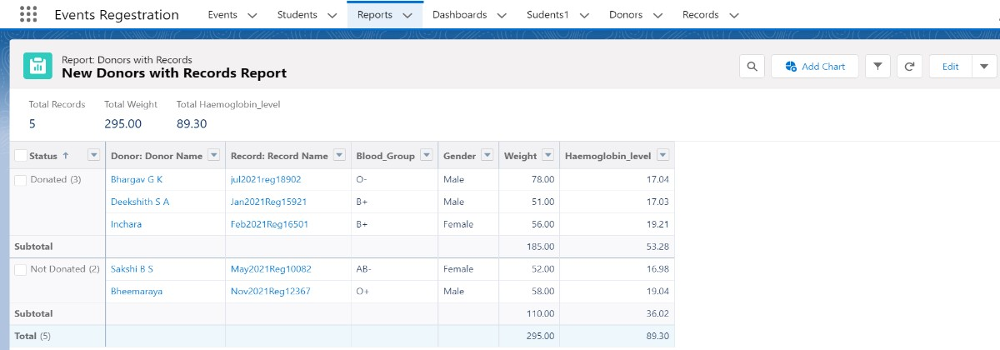 Events Regestration Events Students Reports Dashboards Sudents1 Donors Records
Report: Donors with Records
New Donors with Records Report
Add Chart Edit
Total Records Total Weight Total Haemoglobin_level
5 295.00 89.30
Status ↑ Donor: Donor Name Record: Record Name Blood_Group Gender Weight Haemoglobin_level
Donated (3) Bhargav G K jul2021reg18902 O- Male 78.00 17.04
Deekshith S A Jan2021Reg15921 B+ Male 51.00 17.03
Inchara Feb2021Reg16501 B+ Female 56.00 19.21
Subtotal 185.00 53.28
Not Donated (2) Sakshi B S May2021Reg10082 AB- Female 52.00 16.98
Bheemaraya Nov2021Reg12367 O+ Male 58.00 19.04
Subtotal 110.00 36.02
Total (5) 295.00 89.30